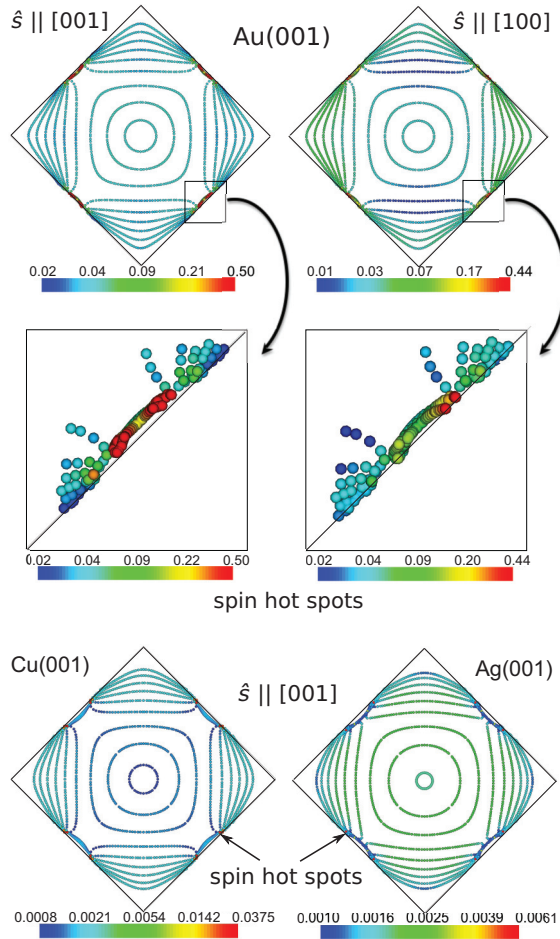 ŝ || [001]
Au(001)
ŝ || [100]
0.02 0.04 0.09 0.21 0.50
0.01 0.03 0.07 0.17 0.44
0.02 0.04 0.09 0.22 0.50
0.02 0.04 0.09 0.20 0.44
spin hot spots
Cu(001)
ŝ || [001]
Ag(001)
spin hot spots
0.0008 0.0021 0.0054 0.0142 0.0375
0.0010 0.0016 0.0025 0.0039 0.0061